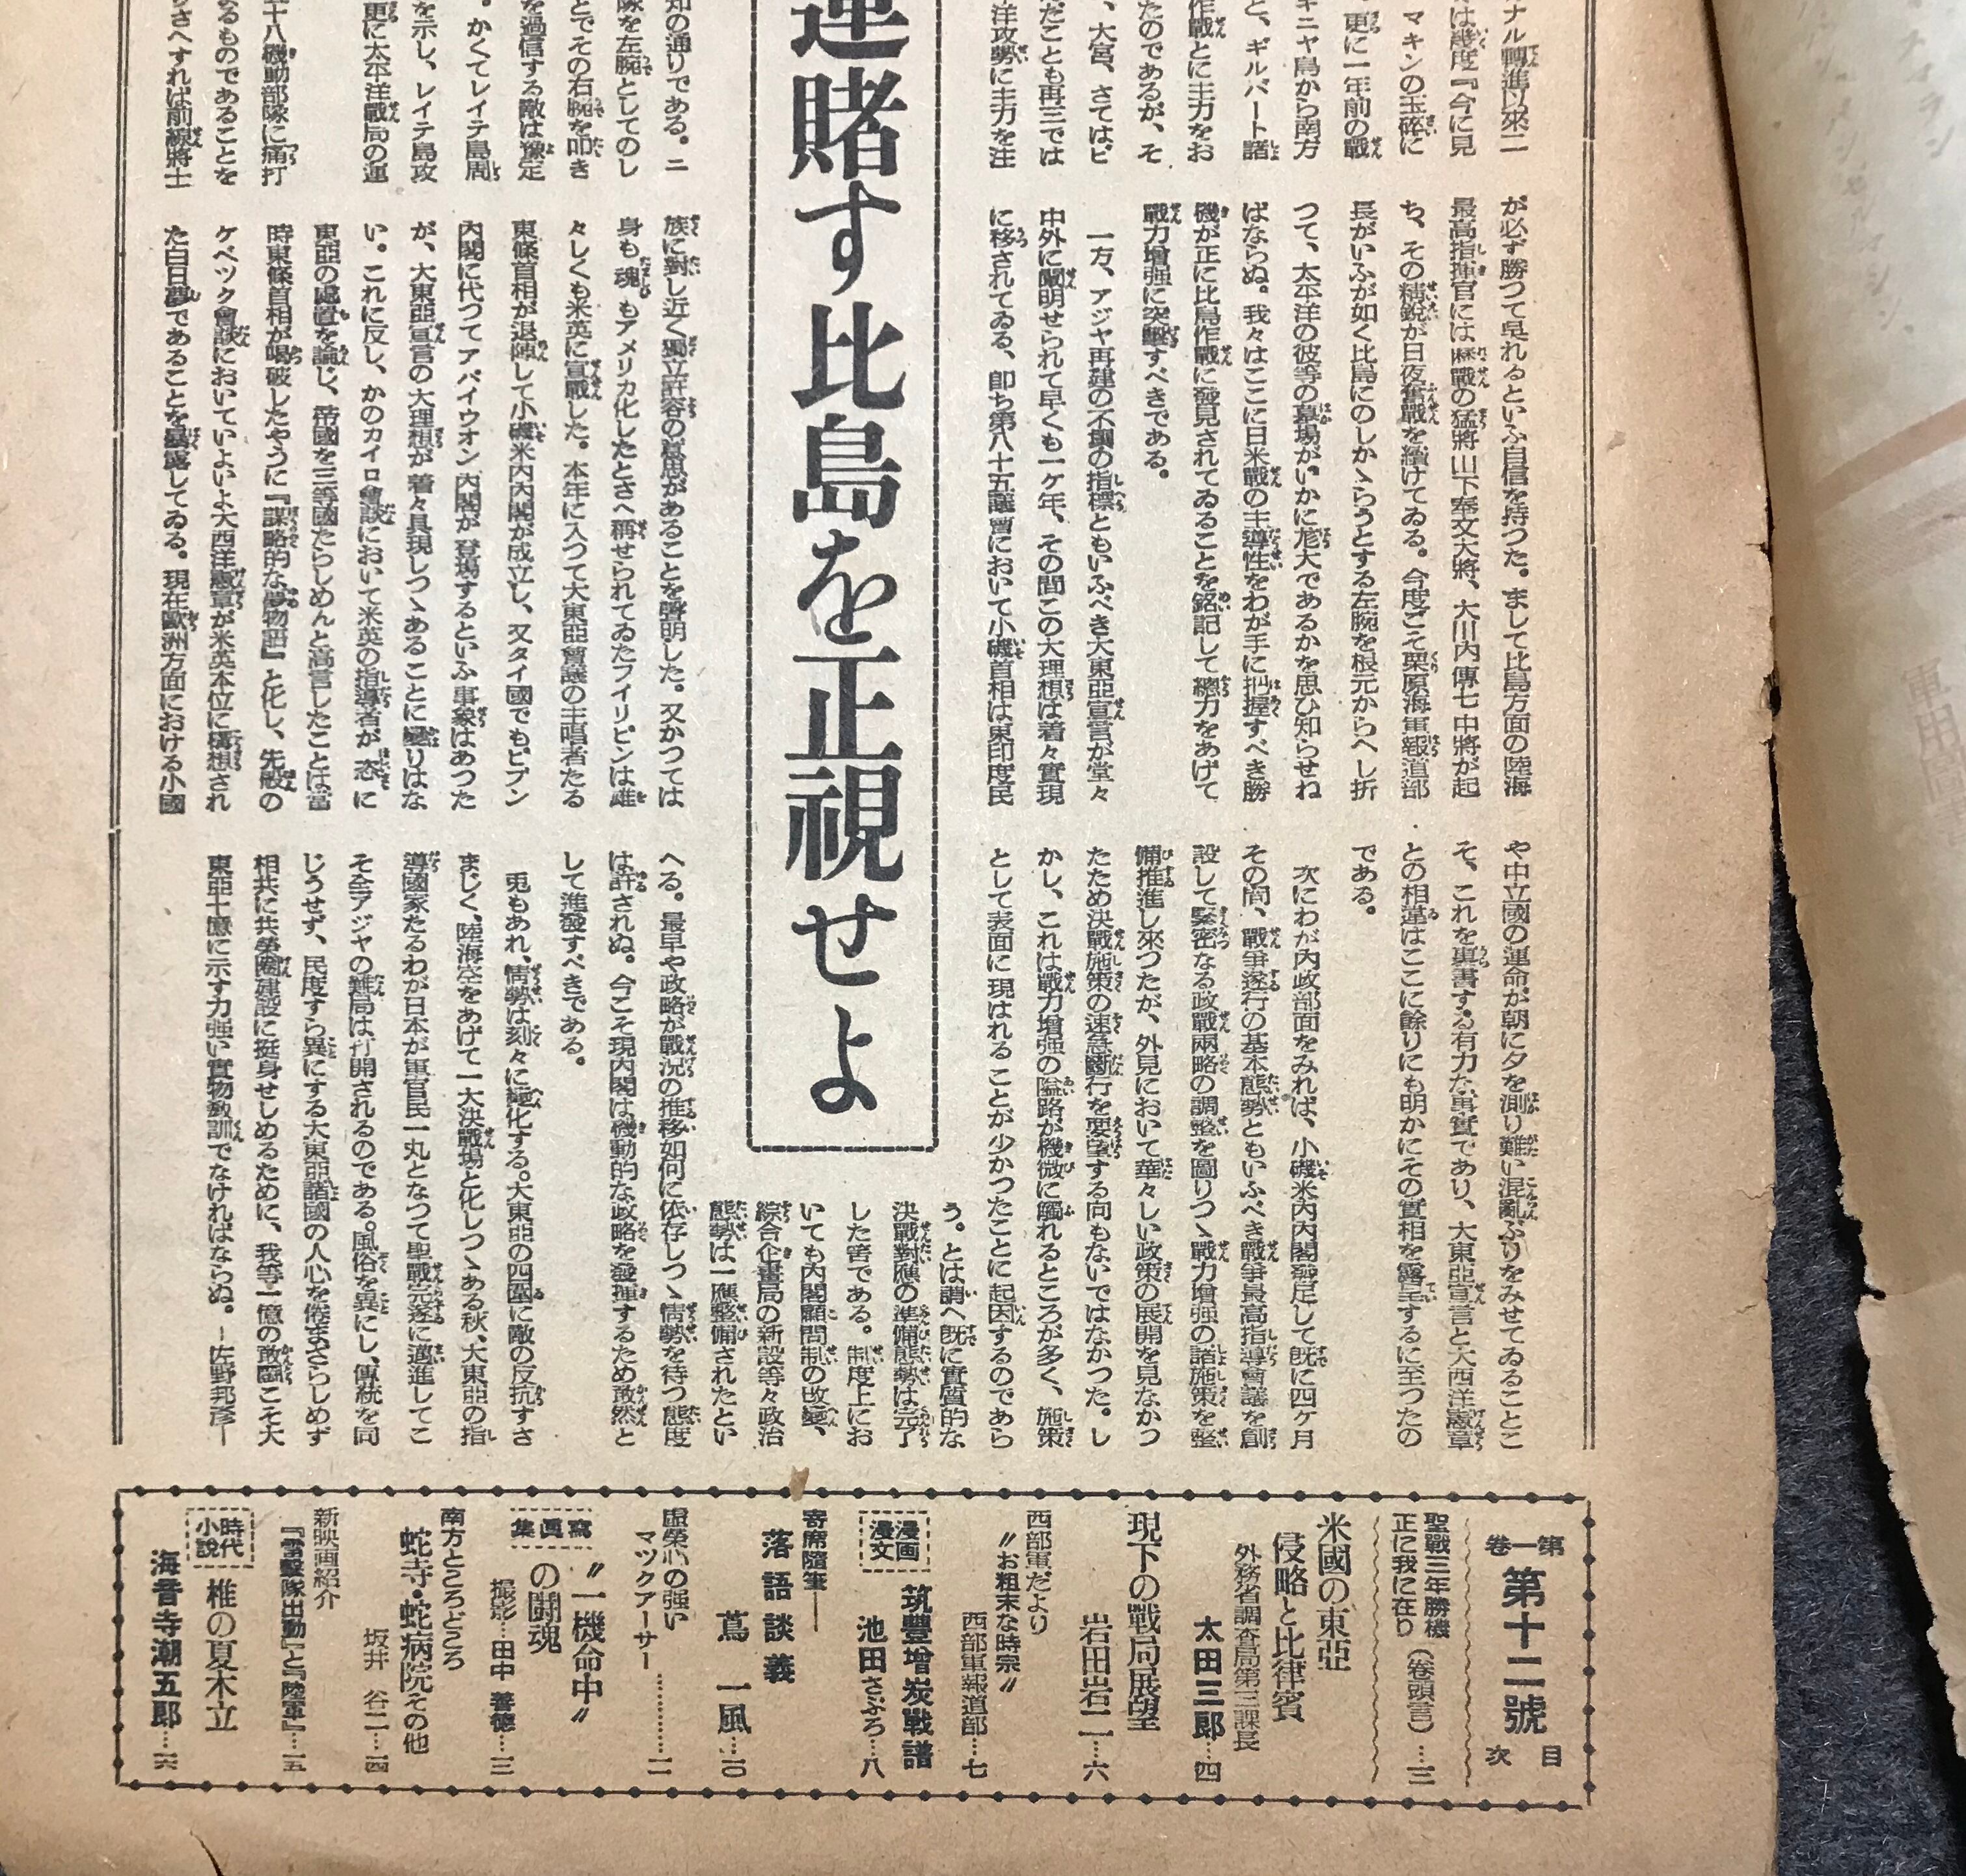 運賭す比島を正視せよ
ナル轉進以來二
は幾度『今に見
マキンの玉碎に
更に一年前の戰
キニヤ島から南方
と、ギルバート諸
作戰とに主力をお
たのであるが、そ
、大宮、さてはビ
だことも再三では
洋攻勢に主力を注
知の通りである。ニ
隊を左腕としてのし
とでその右腕を叩き
を過信する敵は豫定
。かくてレイテ島周
を示し、レイテ島攻
更に太平洋戰局の運
十八機動部隊に痛打
るものであることを
りさへすれば前線將士
が必ず勝つて呉れるといふ自信を持つた。まして比島方面の陸海
最高指揮官には歴戰の猛將山下奉文大將、大川内傳七中將が起
ち、その精鋭が日夜奮戰を續けてゐる。今度こそ栗原海軍報道部
長がいふが如く比島にのしかゝらうとする左腕を根元からへし折
つて、太平洋の彼等の墓場がいかに尨大であるかを思ひ知らせね
ばならぬ。我々はここに日米戰の主導性をわが手に把握すべき勝
機が正に比島作戰に發見されてゐることを銘記して總力をあげて
戰力增强に突擊すべきである。
一方、アジヤ再建の不壞の指標ともいふべき大東亞宣言が堂々
中外に闡明せられて早くも一ケ年、その間この大理想は着々實現
に移されてゐる、卽ち第八十五議會において小磯首相は東印度民
族に對し近く獨立許容の意思があることを聲明した。又かつては
身も魂もアメリカ化したとさへ稱せられてゐたフイリピンは雄
々しくも米英に宣戰した。本年に入つて大東亞會議の主唱者たる
東條首相が退陣して小磯米内内閣が成立し、又タイ國でもピブン
内閣に代つてアパイウオン内閣が登場するといふ事象はあつた
が、大東亞宣言の大理想が着々具現しつゝあることに變りはな
い。これに反し、かのカイロ會談において米英の指導者が恣に
東亞の處置を論じ、帝國を三等國たらしめんと高言したことは當
時東條首相が喝破したやうに『謀略的な夢物語』と化し、先般の
ケベツク會談においていよいよ大西洋憲章が米英本位に構想され
た白日夢であることを暴露してゐる。現在歐洲方面における小國
や中立國の運命が朝に夕を測り難い混亂ぶりをみせてゐることこ
そ、これを裏書する有力な事實であり、大東亞宣言と大西洋憲章
との相違はここに餘りにも明かにその實相を露呈するに至つたの
である。
次にわが内政部面をみれば、小磯米内内閣發足して既に四ケ月
その間、戰爭遂行の基本態勢ともいふべき戰爭最高指導會議を創
設して緊密なる政戰兩略の調整を圖りつゝ戰力增强の諸施策を整
備推進し來つたが、外見において華々しい政策の展開を見なかつ
たため決戰施策の速急斷行を要望する向もないではなかつた。し
かし、これは戰力增强の隘路が機微に觸れるところが多く、施策
として表面に現はれることが少かつたことに起因するのであら
う。とは謂へ既に實質的な
決戰對應の準備態勢は完了
した筈である。制度上にお
いても内閣顧問制の改變、
綜合企畫局の新設等々政治
態勢は一應整備されたとい
へる。最早や政略が戰況の推移如何に依存しつゝ情勢を待つ態度
は許されぬ。今こそ現内閣は機動的な政略を發揮するため敢然と
して進發すべきである。
兎もあれ、情勢は刻々に極化する。大東亞の四圍に敵の反抗すさ
まじく、陸海空をあげて一大決戰場と化しつゝある秋、大東亞の指
導國家たるわが日本が軍官民一丸となつて聖戰完遂に邁進してこ
そ全アジヤの難局は打開されるのである。風俗を異にし、傳統を同
じうせず、民度すら異にする大東亞諸國の人心を倦まざらしめず
相共に共榮圈建設に挺身せしめるために、我等一億の敢鬪こそ大
東亞十億に示す力强い實物敎訓でなければならぬ。―佐野邦彦―
第一卷 第十二號 目次
聖戰三年勝機
正に我に在り（卷頭言）…三
米國の東亞
侵略と比律賓
外務省調査局第三課長
太田三郎…四
現下の戰局展望
岩田岩二…六
西部軍だより
〃お粗末な時宗〃
西部軍報道部…七
漫画
漫文
筑豐增炭戰譜
池田さぶろ…八
寄席隨筆――
落語談義
蔦一風…一〇
虛榮心の强い
マツクアーサー…………一一
寫眞集
〃一機命中〃
の鬪魂
撮影…田中善德…一二
南方ところどころ
蛇寺・蛇病院その他
坂井谷二…一四
新映画紹介
『雷擊隊出動』と『陸軍』…一五
時代
小說
椎の夏木立
海音寺潮五郎…一六